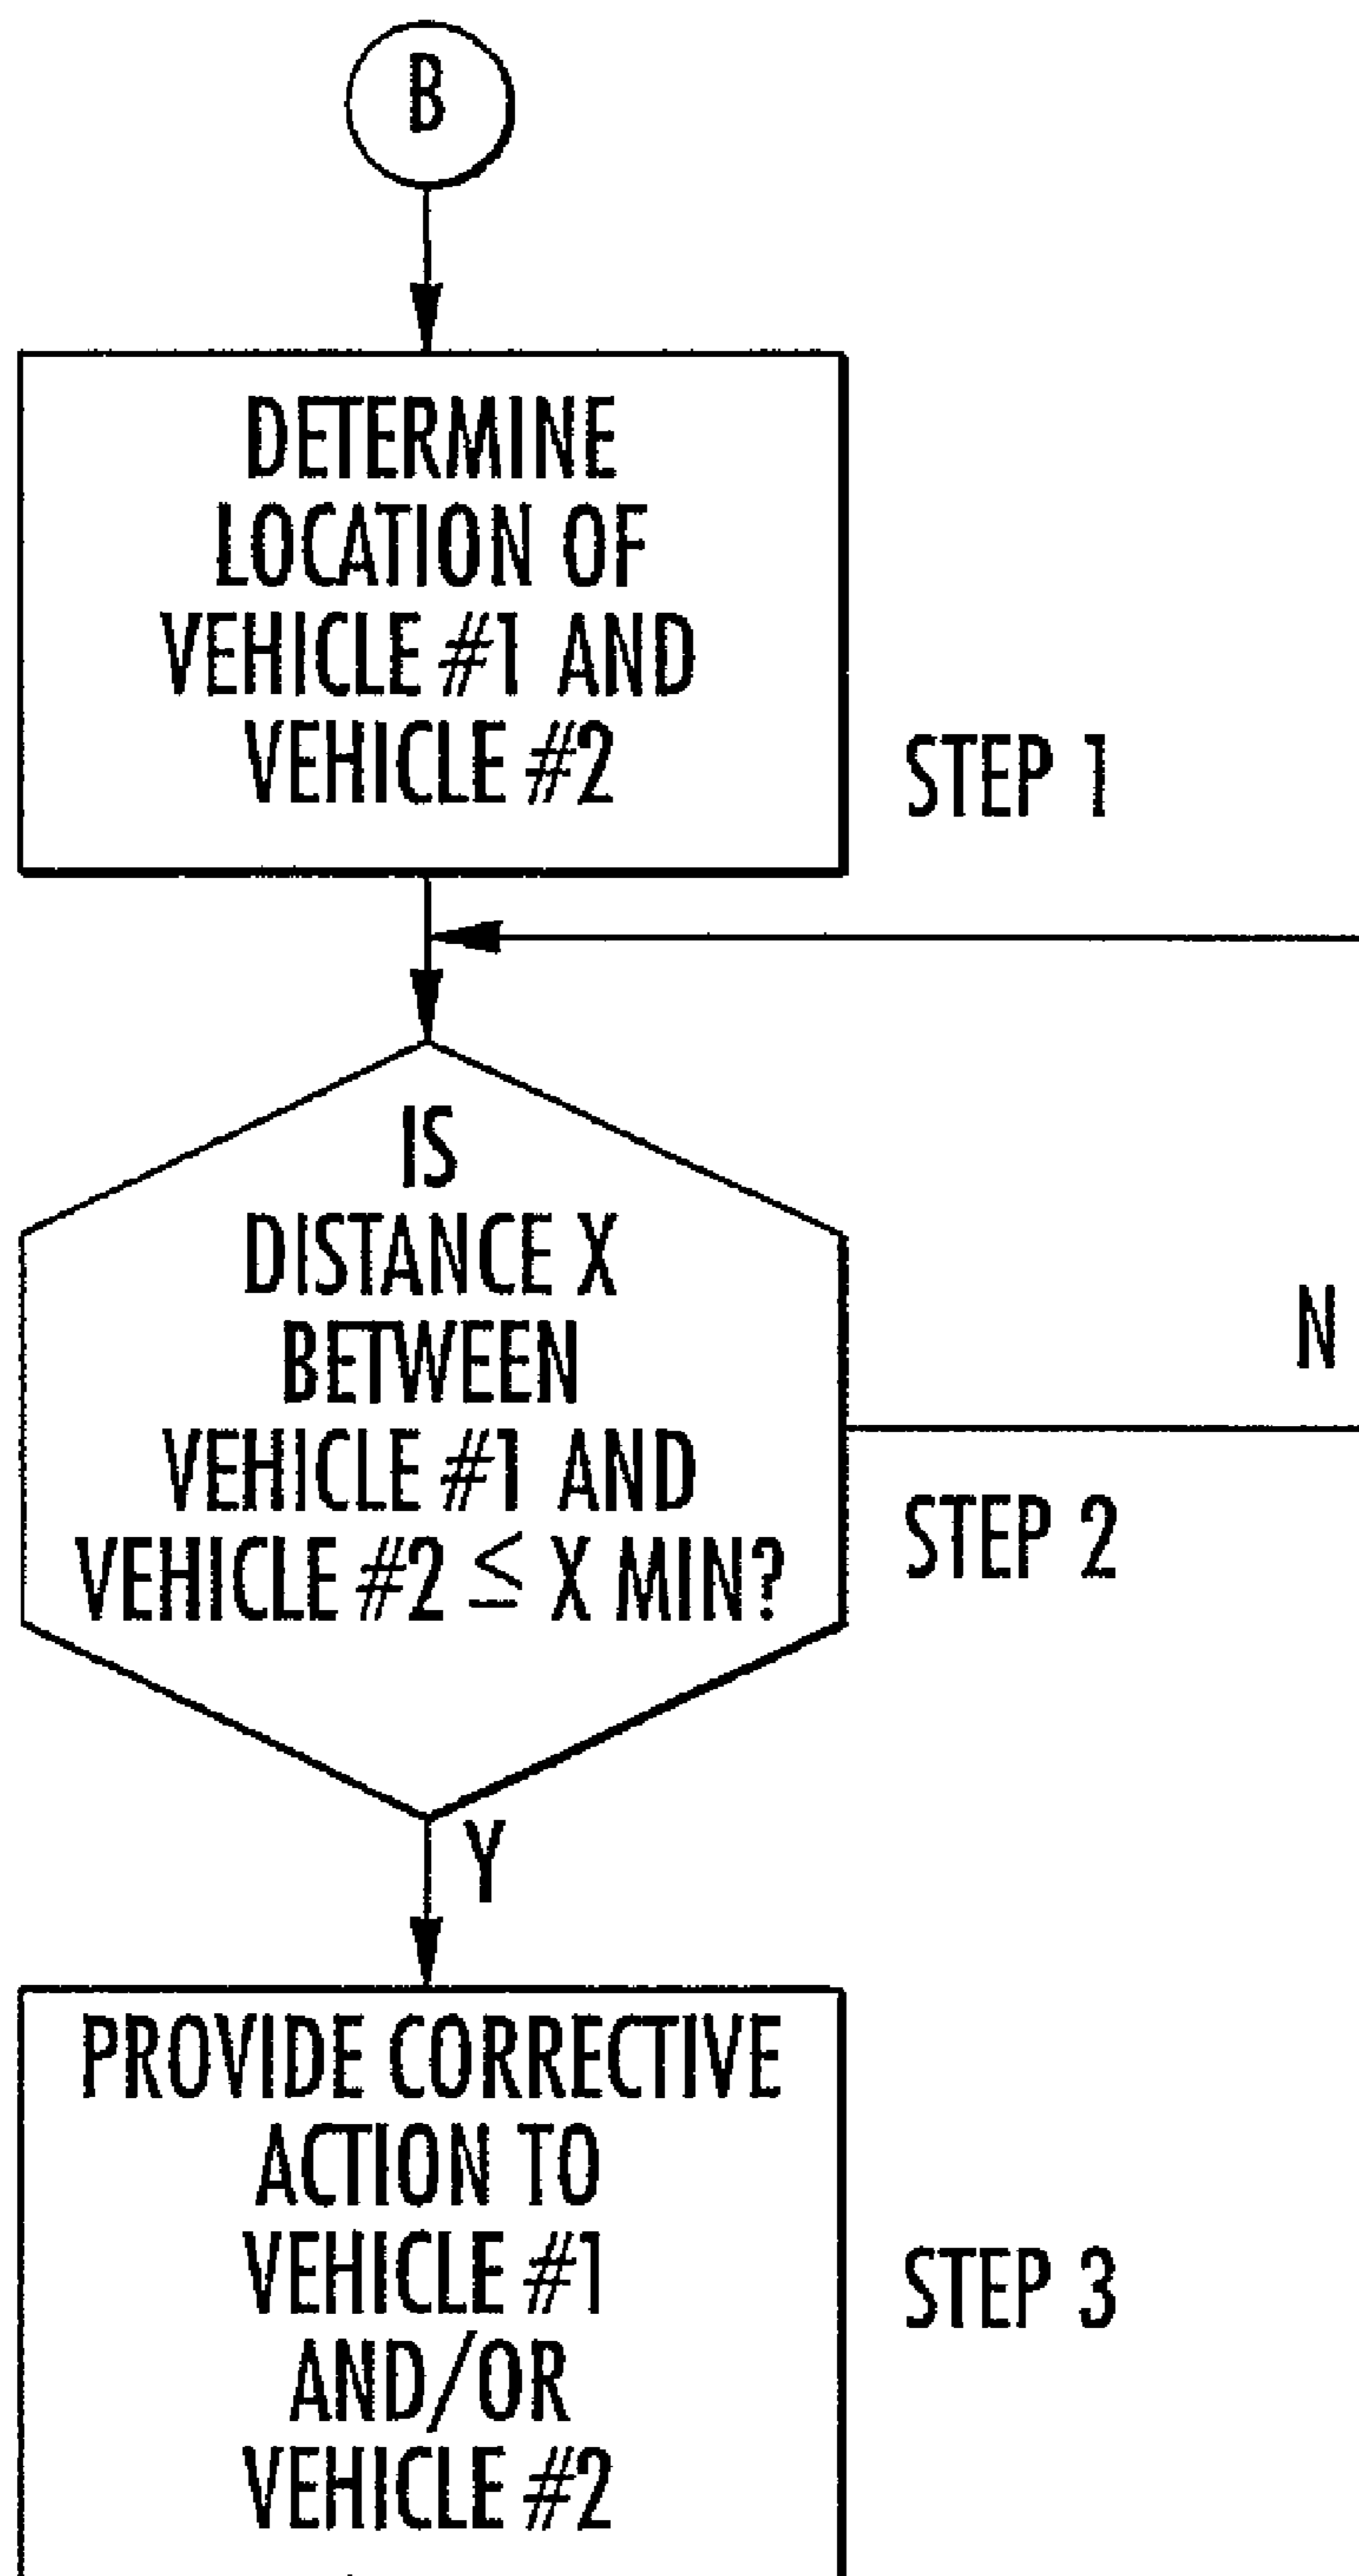 B
DETERMINE
LOCATION OF
VEHICLE #1 AND
VEHICLE #2
STEP 1
IS
DISTANCE X
BETWEEN
VEHICLE #1 AND
VEHICLE #2 ≤ X MIN?
N
STEP 2
Y
PROVIDE CORRECTIVE
ACTION TO
VEHICLE #1
AND/OR
VEHICLE #2
STEP 3